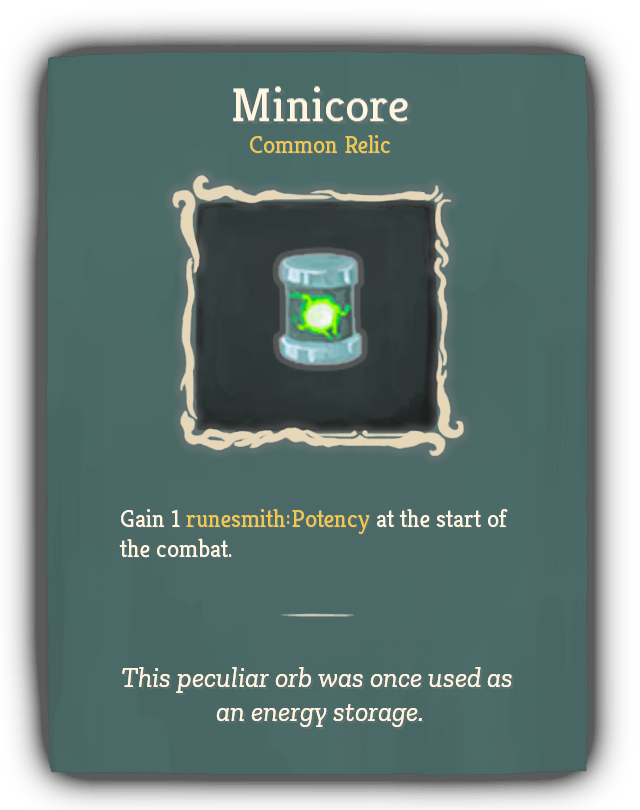 Minicore
Common Relic
Gain 1 runesmith:Potency at the start of
the combat.
This peculiar orb was once used as
an energy storage.